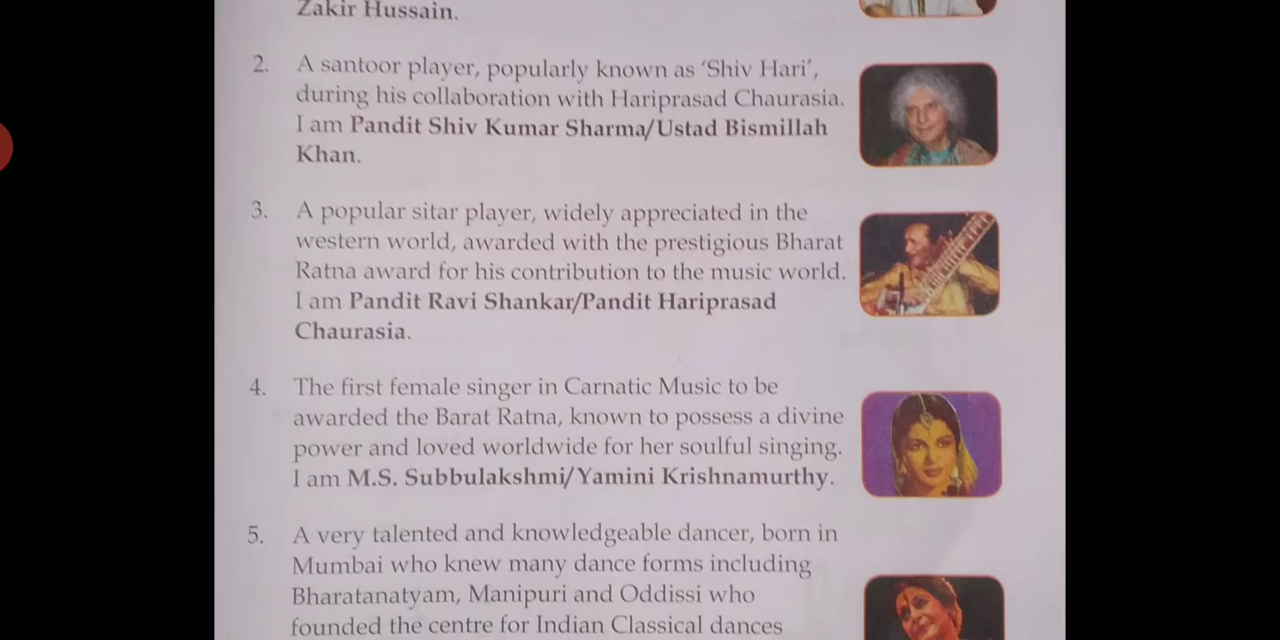 Zakir Hussain.
2. A santoor player, popularly known as ‘Shiv Hari’,
during his collaboration with Hariprasad Chaurasia.
I am Pandit Shiv Kumar Sharma/Ustad Bismillah
Khan.
3. A popular sitar player, widely appreciated in the
western world, awarded with the prestigious Bharat
Ratna award for his contribution to the music world.
I am Pandit Ravi Shankar/Pandit Hariprasad
Chaurasia.
4. The first female singer in Carnatic Music to be
awarded the Barat Ratna, known to possess a divine
power and loved worldwide for her soulful singing.
I am M.S. Subbulakshmi/Yamini Krishnamurthy.
5. A very talented and knowledgeable dancer, born in
Mumbai who knew many dance forms including
Bharatanatyam, Manipuri and Oddissi who
founded the centre for Indian Classical dances